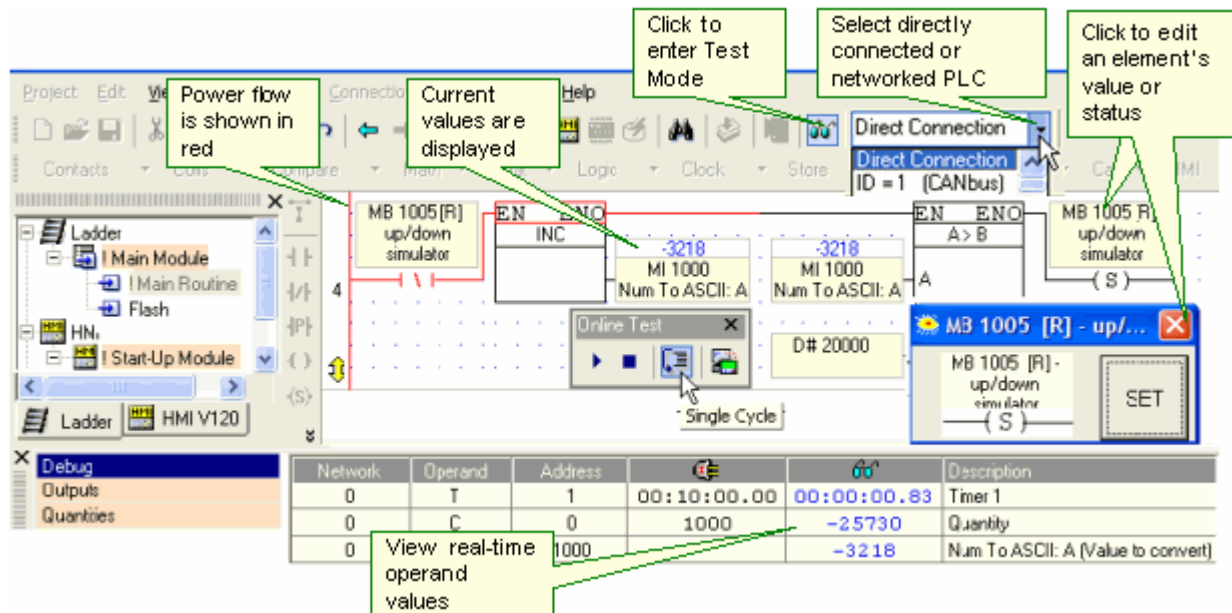 Click to
enter Test
Mode
Select directly
connected or
networked PLC
Click to edit
an element's
value or
status
Power flow
is shown in
red
Current
values are
displayed
Project Edit Help
Direct Connection
Contacts Logic Clock Store
Direct Connection
ID = 1 (CANbus)
Ladder
! Main Module
! Main Routine
Flash
! Start-Up Module
Ladder HMI V120
MB 1005 [R]
up/down
simulator
EN ENO
INC
4
-3218
MI 1000
Num To ASCII: A
-3218
MI 1000
Num To ASCII: A
EN ENO
A > B
A
MB 1005 R]
up/down
simulator
( S )
D# 20000
Online Test
Single Cycle
MB 1005 [R] - up/...
MB 1005 [R] -
up/down
simulator
( S )
SET
Debug
Outputs
Quantities
Network Operand Address Description
0 T 1 00:10:00.00 00:00:00.83 Timer 1
0 C 0 1000 -25730 Quantity
0 1000 -3218 Num To ASCII: A (Value to convert)
View real-time
operand
values